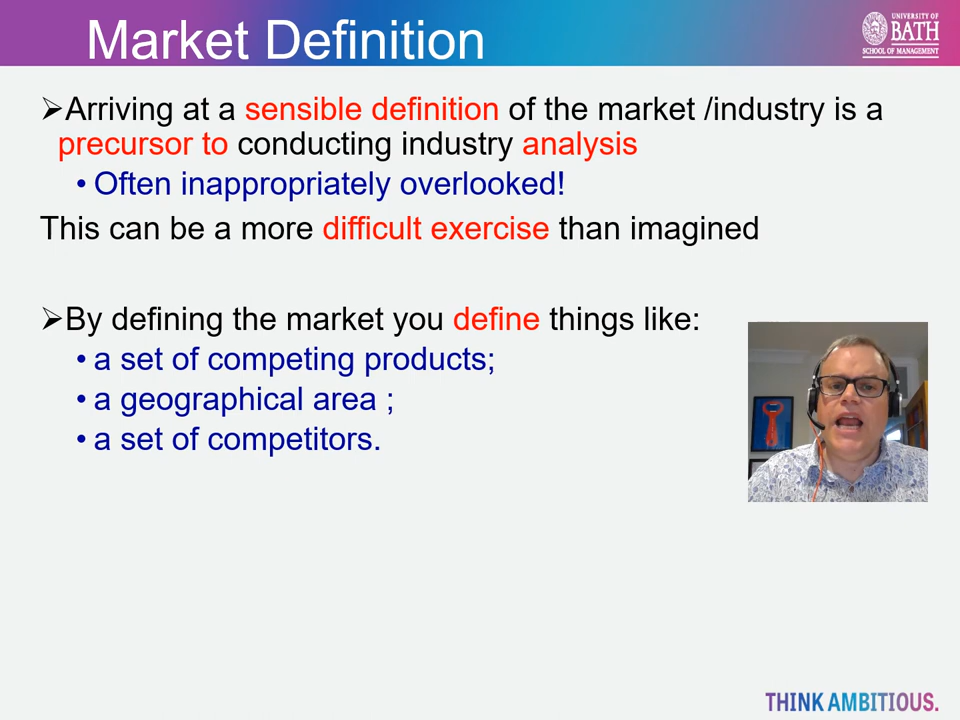 Market Definition
UNIVERSITY OF
BATH
SCHOOL OF MANAGEMENT
➢Arriving at a sensible definition of the market /industry is a
precursor to conducting industry analysis
• Often inappropriately overlooked!
This can be a more difficult exercise than imagined
➢By defining the market you define things like:
• a set of competing products;
• a geographical area ;
• a set of competitors.
THINK AMBITIOUS.